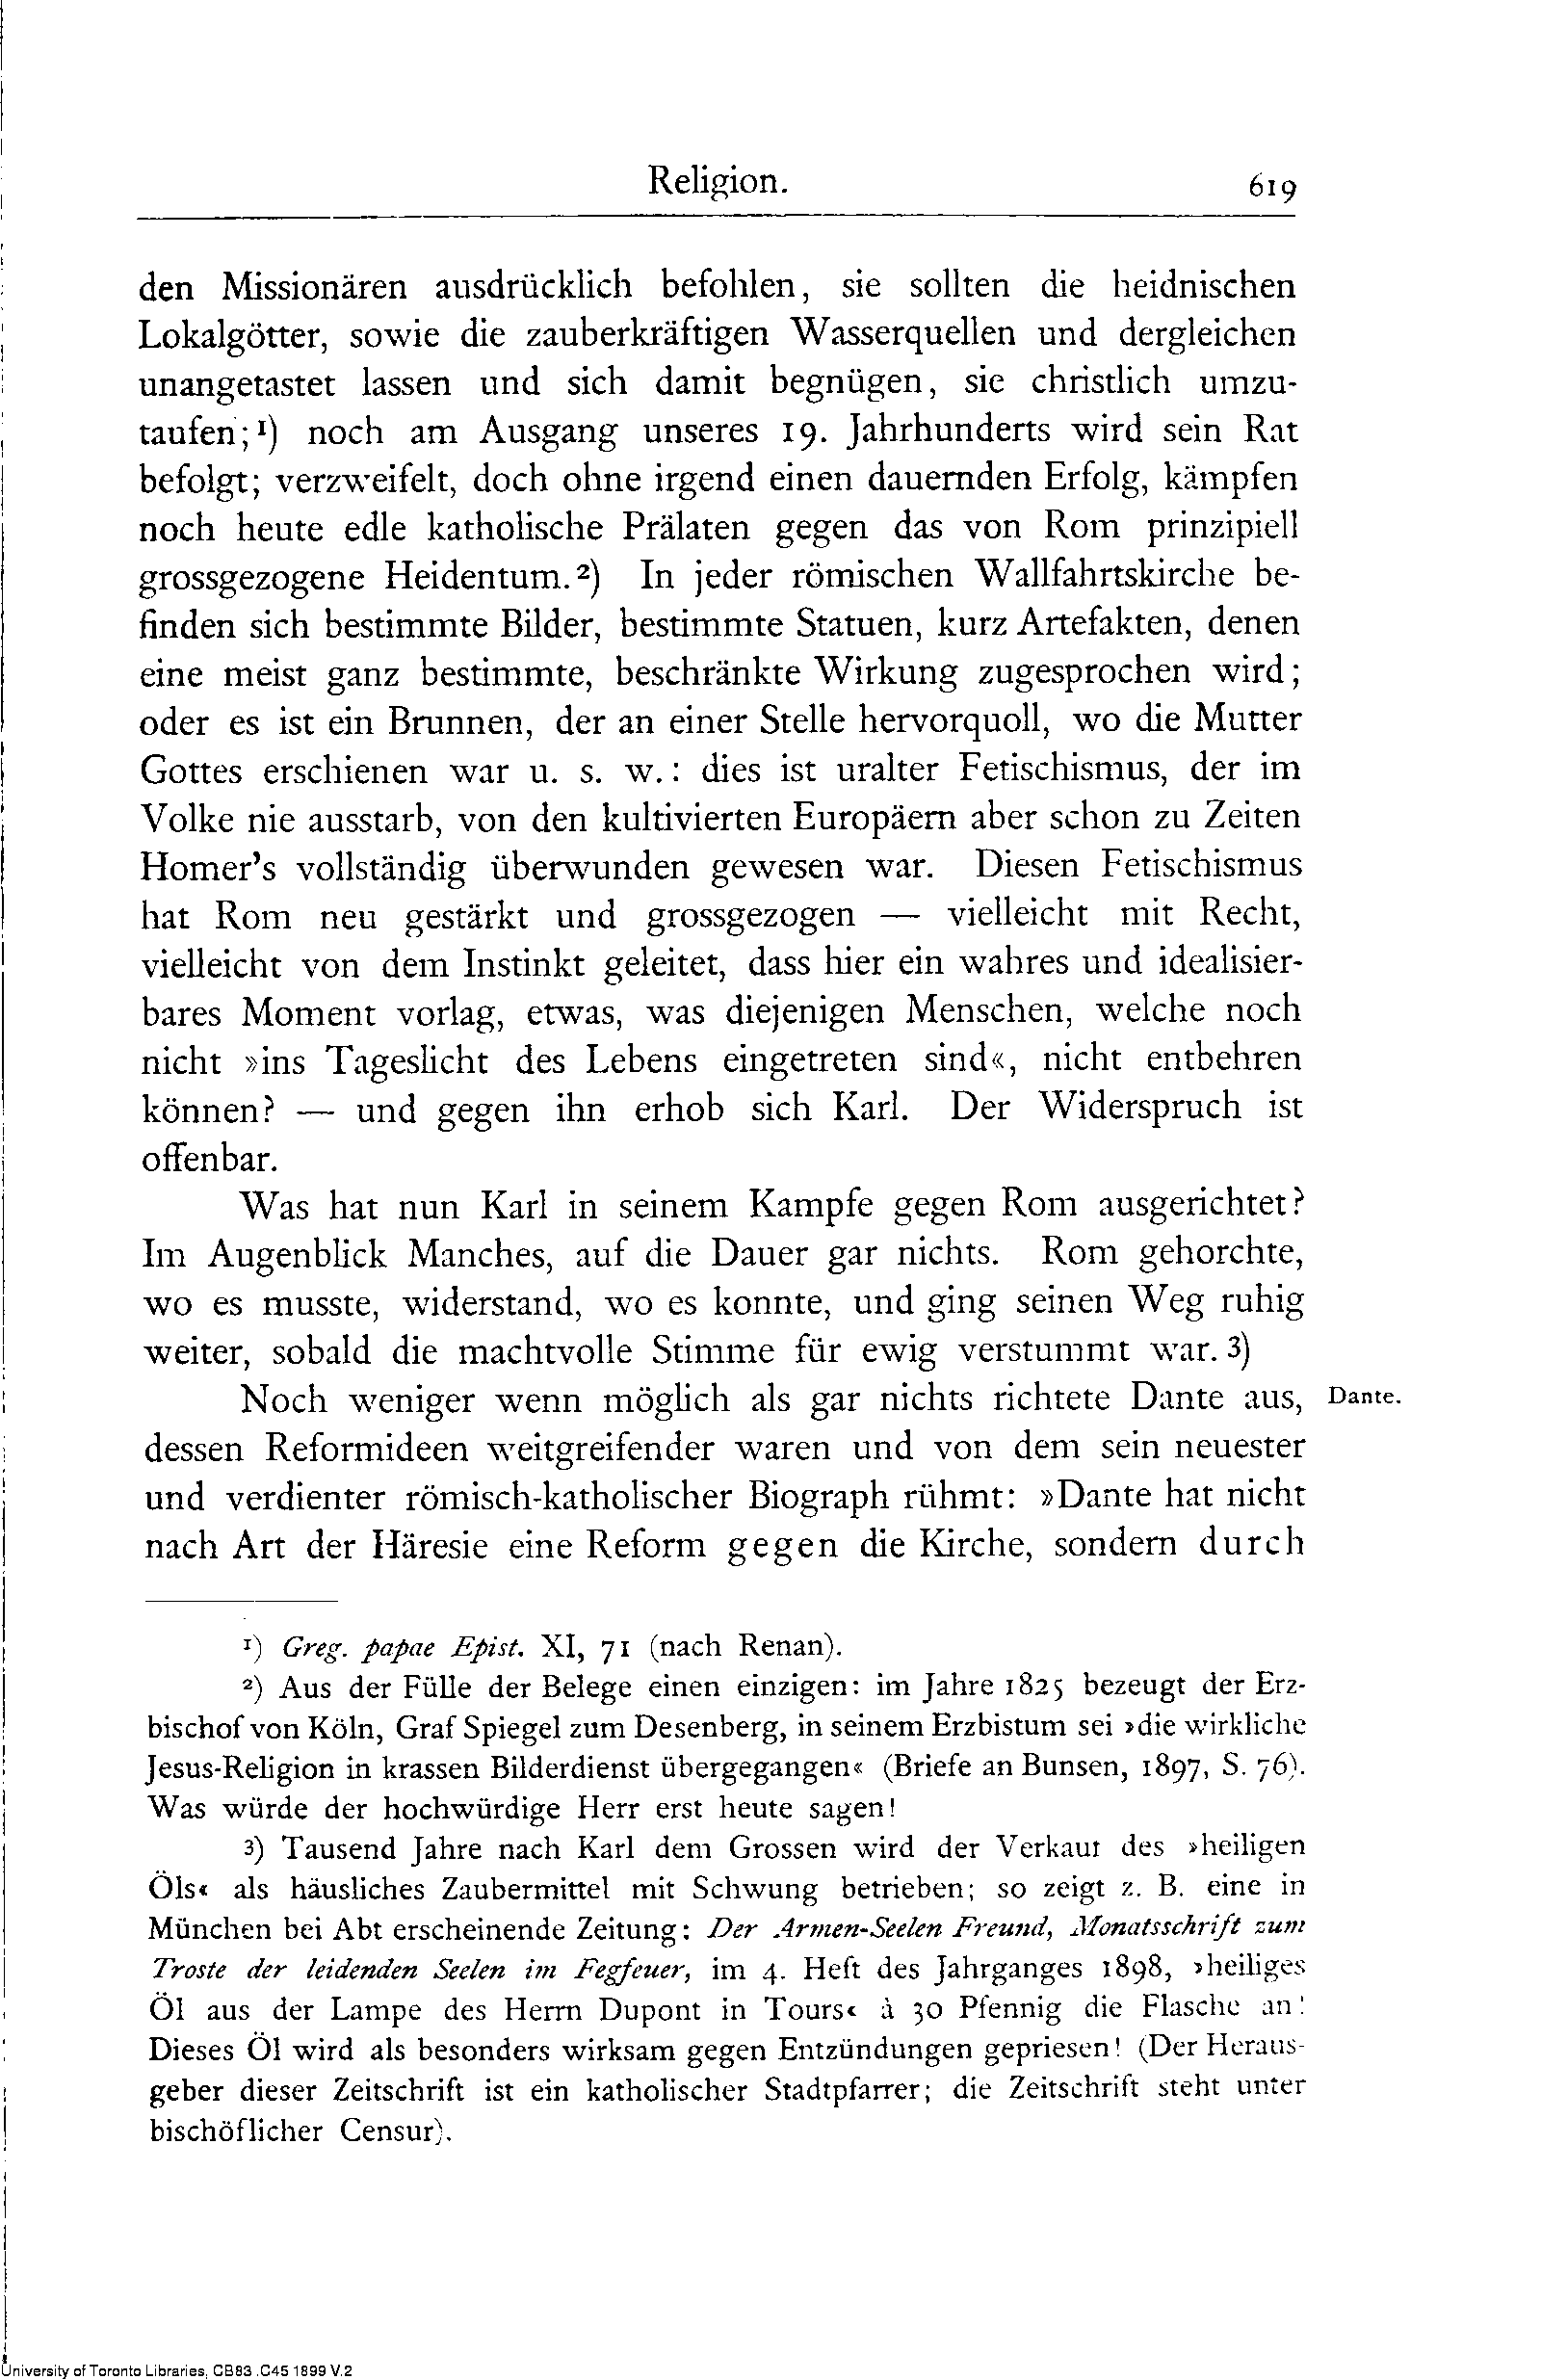 Religion. 619
den Missionären ausdrücklich befohlen, sie sollten die heidnischen
Lokalgötter, sowie die zauberkräftigen Wasserquellen und dergleichen
unangetastet lassen und sich damit begnügen, sie christlich umzu-
taufen;¹) noch am Ausgang unseres 19. Jahrhunderts wird sein Rat
befolgt; verzweifelt, doch ohne irgend einen dauernden Erfolg, kämpfen
noch heute edle katholische Prälaten gegen das von Rom prinzipiell
grossgezogene Heidentum.²) In jeder römischen Wallfahrtskirche be-
finden sich bestimmte Bilder, bestimmte Statuen, kurz Artefakten, denen
eine meist ganz bestimmte, beschränkte Wirkung zugesprochen wird;
oder es ist ein Brunnen, der an einer Stelle hervorquoll, wo die Mutter
Gottes erschienen war u. s. w.: dies ist uralter Fetischismus, der im
Volke nie ausstarb, von den kultivierten Europäern aber schon zu Zeiten
Homer's vollständig überwunden gewesen war. Diesen Fetischismus
hat Rom neu gestärkt und grossgezogen — vielleicht mit Recht,
vielleicht von dem Instinkt geleitet, dass hier ein wahres und idealisier-
bares Moment vorlag, etwas, was diejenigen Menschen, welche noch
nicht »ins Tageslicht des Lebens eingetreten sind«, nicht entbehren
können? — und gegen ihn erhob sich Karl. Der Widerspruch ist
offenbar.
Was hat nun Karl in seinem Kampfe gegen Rom ausgerichtet?
Im Augenblick Manches, auf die Dauer gar nichts. Rom gehorchte,
wo es musste, widerstand, wo es konnte, und ging seinen Weg ruhig
weiter, sobald die machtvolle Stimme für ewig verstummt war.³)
Noch weniger wenn möglich als gar nichts richtete Dante aus, Dante.
dessen Reformideen weitgreifender waren und von dem sein neuester
und verdienter römisch-katholischer Biograph rühmt: »Dante hat nicht
nach Art der Häresie eine Reform gegen die Kirche, sondern durch
¹) Greg. papae Epist. XI, 71 (nach Renan).
²) Aus der Fülle der Belege einen einzigen: im Jahre 1825 bezeugt der Erz-
bischof von Köln, Graf Spiegel zum Desenberg, in seinem Erzbistum sei »die wirkliche
Jesus-Religion in krassen Bilderdienst übergegangen« (Briefe an Bunsen, 1897, S. 76).
Was würde der hochwürdige Herr erst heute sagen!
³) Tausend Jahre nach Karl dem Grossen wird der Verkauf des »heiligen
Öls« als häusliches Zaubermittel mit Schwung betrieben; so zeigt z. B. eine in
München bei Abt erscheinende Zeitung: Der Armen-Seelen Freund, Monatsschrift zum
Troste der leidenden Seelen im Fegfeuer, im 4. Heft des Jahrganges 1898, »heiliges
Öl aus der Lampe des Herrn Dupont in Tours« à 30 Pfennig die Flasche an!
Dieses Öl wird als besonders wirksam gegen Entzündungen gepriesen! (Der Heraus-
geber dieser Zeitschrift ist ein katholischer Stadtpfarrer; die Zeitschrift steht unter
bischöflicher Censur).
University of Toronto Libraries, CB83 .C45 1899 V.2